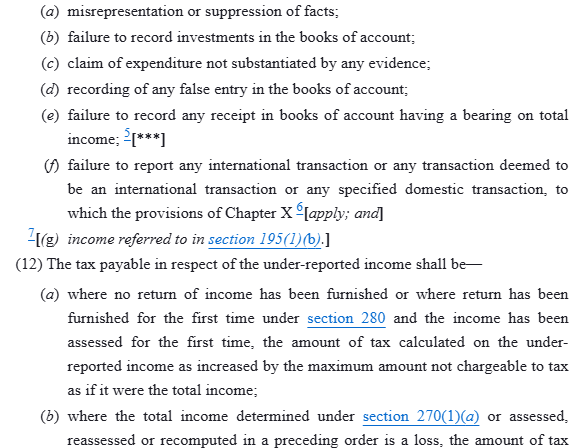 (a) misrepresentation or suppression of facts;
(b) failure to record investments in the books of account;
(c) claim of expenditure not substantiated by any evidence;
(d) recording of any false entry in the books of account;
(e) failure to record any receipt in books of account having a bearing on total
income; 5[***]
(f) failure to report any international transaction or any transaction deemed to
be an international transaction or any specified domestic transaction, to
which the provisions of Chapter X 6[apply; and]
7[(g) income referred to in section 195(1)(b).]
(12) The tax payable in respect of the under-reported income shall be—
(a) where no return of income has been furnished or where return has been
furnished for the first time under section 280 and the income has been
assessed for the first time, the amount of tax calculated on the under-
reported income as increased by the maximum amount not chargeable to tax
as if it were the total income;
(b) where the total income determined under section 270(1)(a) or assessed,
reassessed or recomputed in a preceding order is a loss, the amount of tax